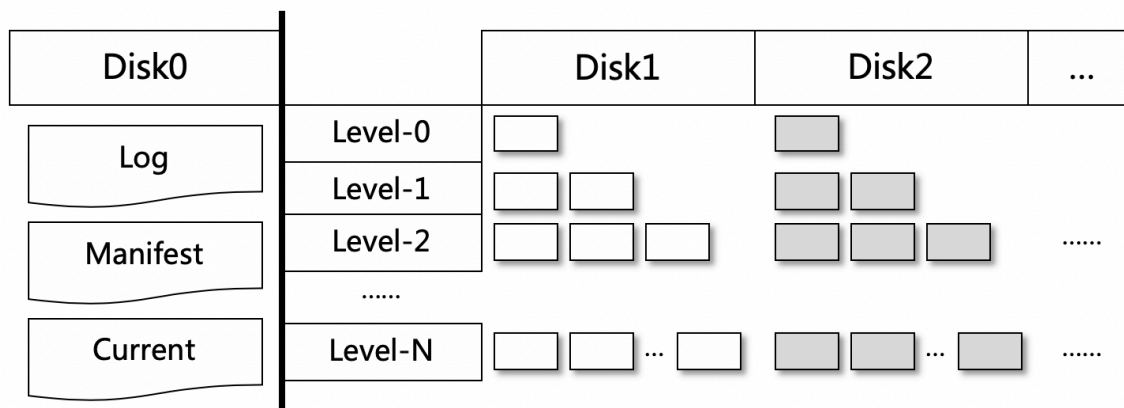 Disk0
Disk1
Disk2
...
Log
Manifest
Current
Level-0
Level-1
Level-2
......
......
Level-N
...
...
......